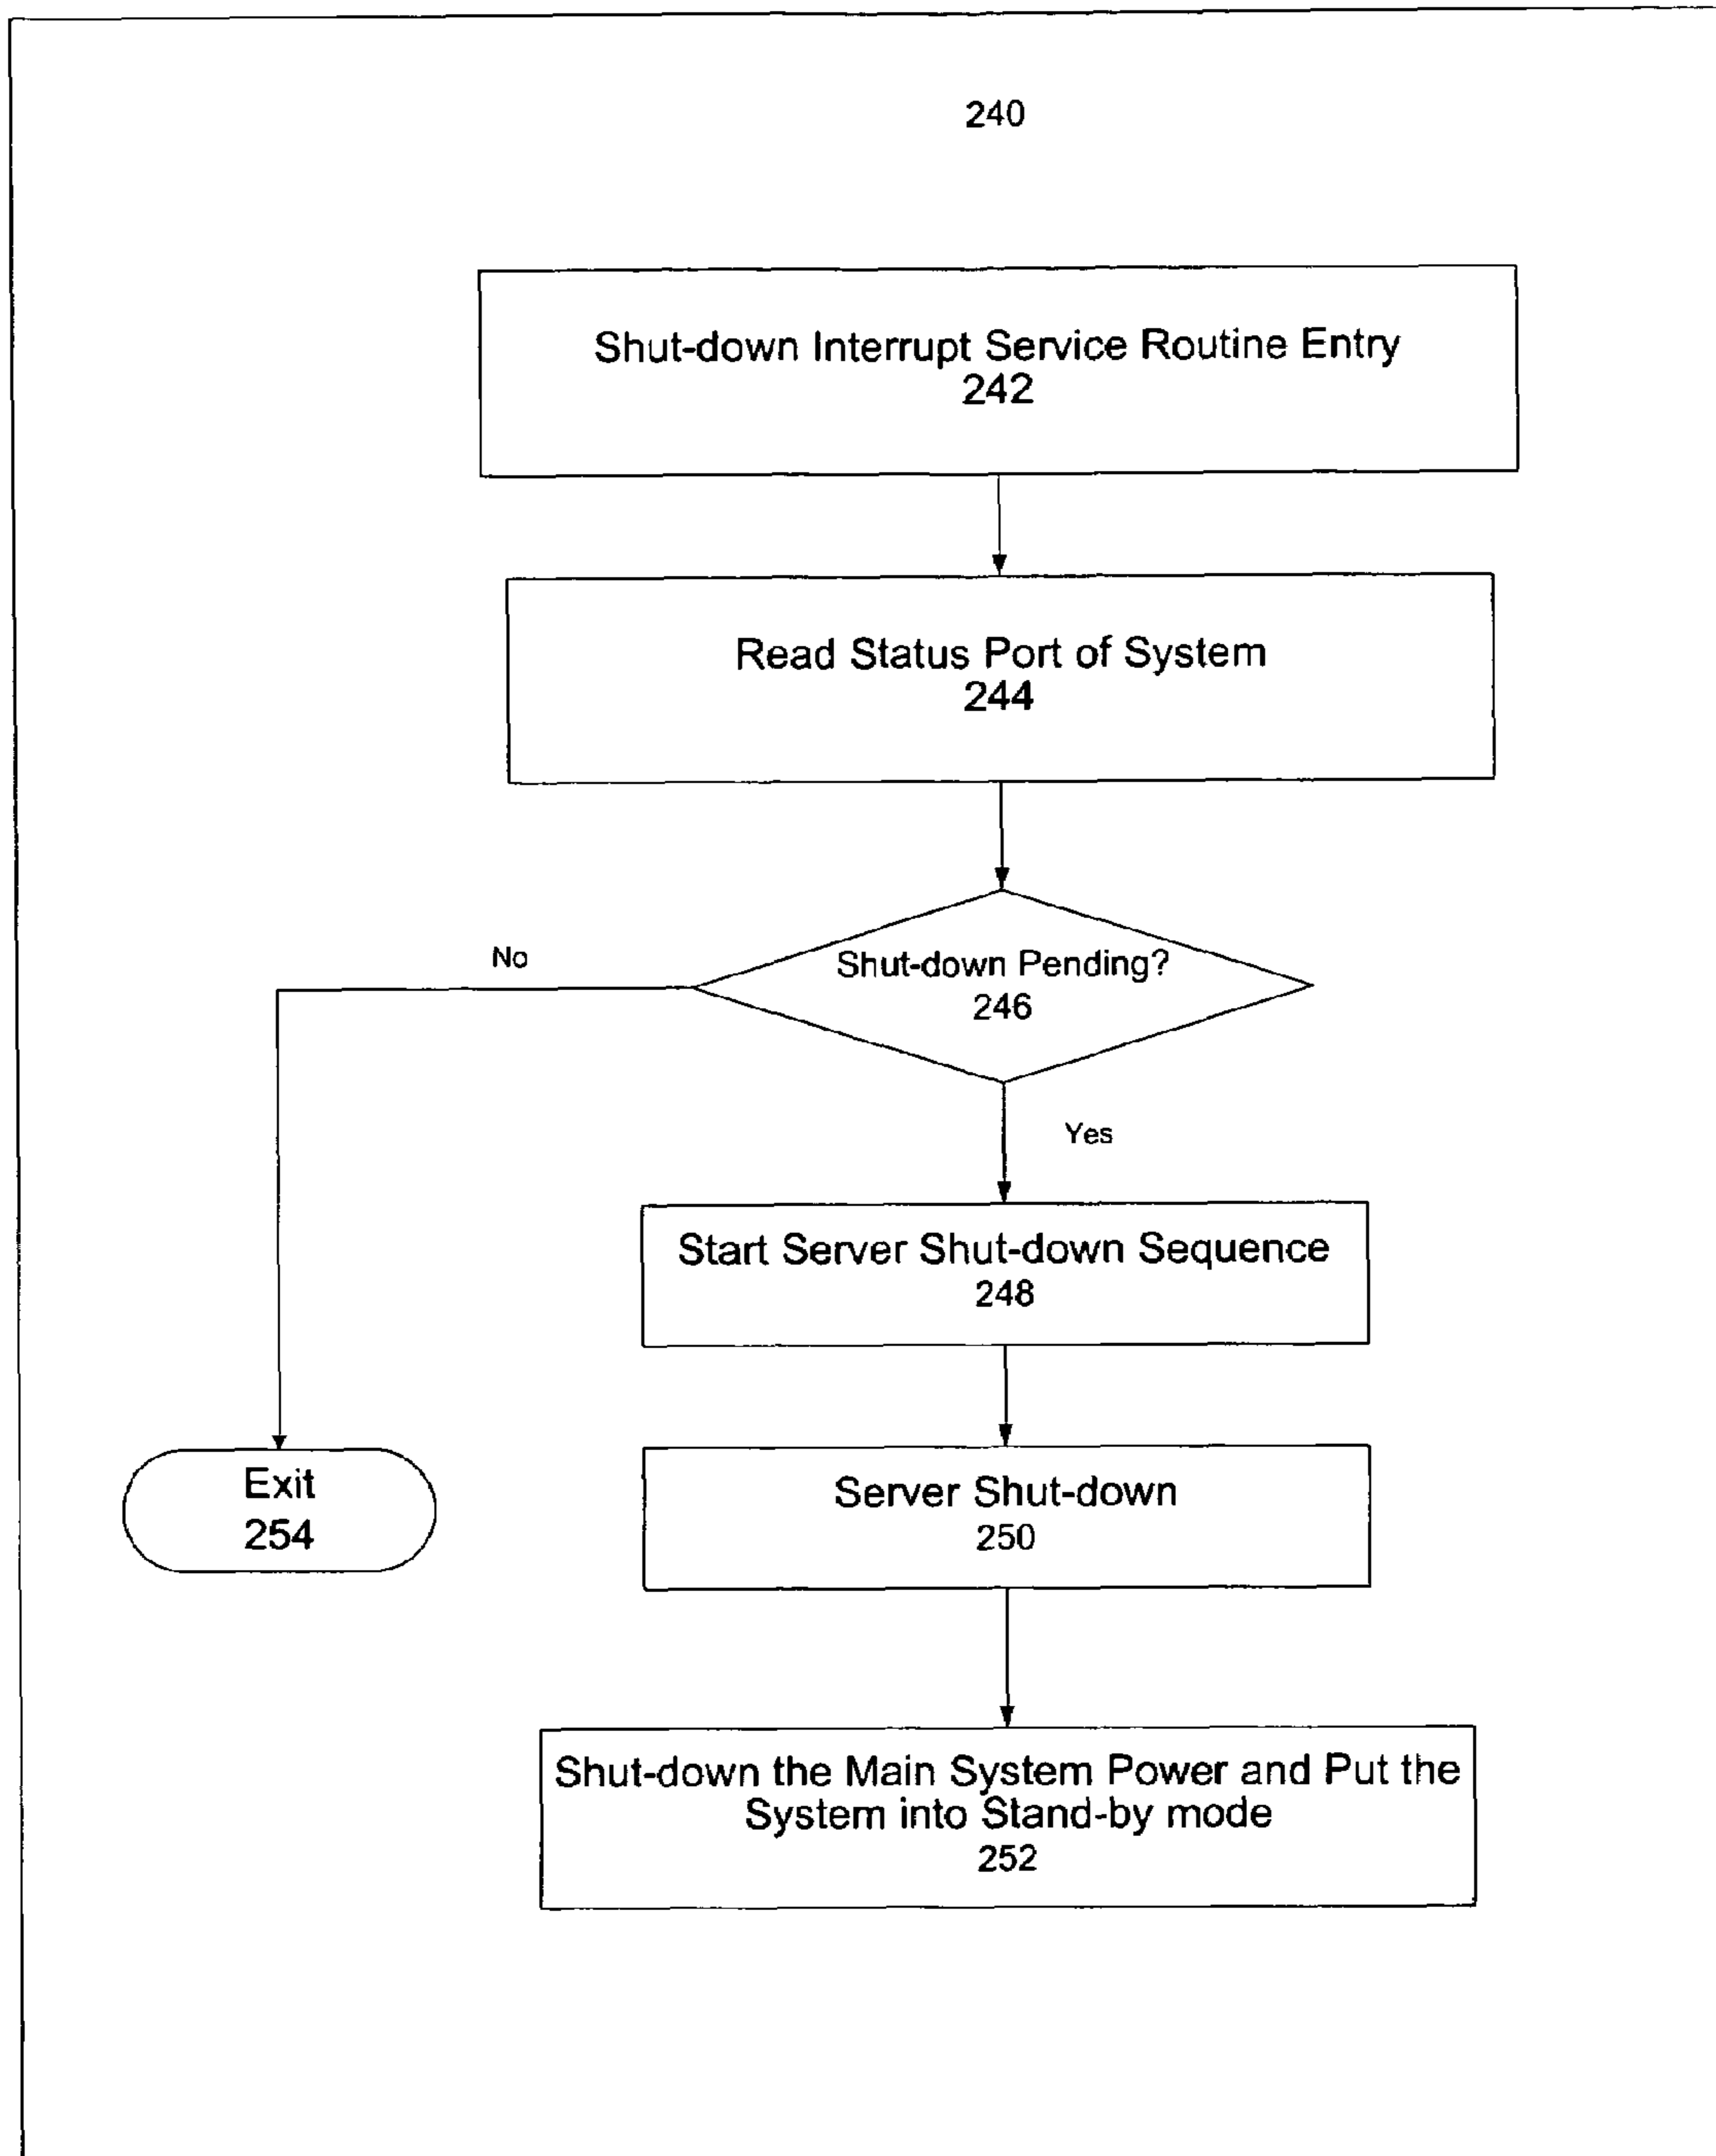 240
Shut-down Interrupt Service Routine Entry
242
Read Status Port of System
244
No
Shut-down Pending?
246
Yes
Start Server Shut-down Sequence
248
Exit
254
Server Shut-down
250
Shut-down the Main System Power and Put the
System into Stand-by mode
252